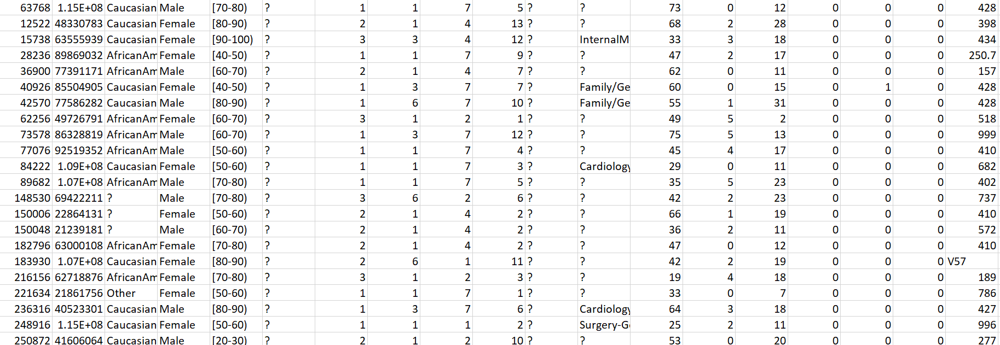 63768 1.15E+08 Caucasian Male [70-80) ? 1 1 7 5 ? ? 73 0 12 0 0 0 428
12522 48330783 Caucasian Female [80-90) ? 2 1 4 13 ? ? 68 2 28 0 0 0 398
15738 63555939 Caucasian Female [90-100) ? 3 3 4 12 ? InternalM 33 3 18 0 0 0 434
28236 89869032 AfricanAm Female [40-50) ? 1 1 7 9 ? ? 47 2 17 0 0 0 250.7
36900 77391171 AfricanAm Male [60-70) ? 2 1 4 7 ? ? 62 0 11 0 0 0 157
40926 85504905 Caucasian Female [40-50) ? 1 3 7 7 ? Family/Ge 60 0 15 0 1 0 428
42570 77586282 Caucasian Male [80-90) ? 1 6 7 10 ? Family/Ge 55 1 31 0 0 0 428
62256 49726791 AfricanAm Female [60-70) ? 3 1 2 1 ? ? 49 5 2 0 0 0 518
73578 86328819 AfricanAm Male [60-70) ? 1 3 7 12 ? ? 75 5 13 0 0 0 999
77076 92519352 AfricanAm Male [50-60) ? 1 1 7 4 ? ? 45 4 17 0 0 0 410
84222 1.09E+08 Caucasian Female [50-60) ? 1 1 7 3 ? Cardiology 29 0 11 0 0 0 682
89682 1.07E+08 AfricanAm Male [70-80) ? 1 1 7 5 ? ? 35 5 23 0 0 0 402
148530 69422211 ? Male [70-80) ? 3 6 2 6 ? ? 42 2 23 0 0 0 737
150006 22864131 ? Female [50-60) ? 2 1 4 2 ? ? 66 1 19 0 0 0 410
150048 21239181 ? Male [60-70) ? 2 1 4 2 ? ? 36 2 11 0 0 0 572
182796 63000108 AfricanAm Female [70-80) ? 2 1 4 2 ? ? 47 0 12 0 0 0 410
183930 1.07E+08 Caucasian Female [80-90) ? 2 6 1 11 ? ? 42 2 19 0 0 0 V57
216156 62718876 AfricanAm Female [70-80) ? 3 1 2 3 ? ? 19 4 18 0 0 0 189
221634 21861756 Other Female [50-60) ? 1 1 7 1 ? ? 33 0 7 0 0 0 786
236316 40523301 Caucasian Male [80-90) ? 1 3 7 6 ? Cardiology 64 3 18 0 0 0 427
248916 1.15E+08 Caucasian Female [50-60) ? 1 1 1 2 ? Surgery-Ge 25 2 11 0 0 0 996
250872 41606064 Caucasian Male [20-30) ? 2 1 2 10 ? ? 53 0 20 0 0 0 277